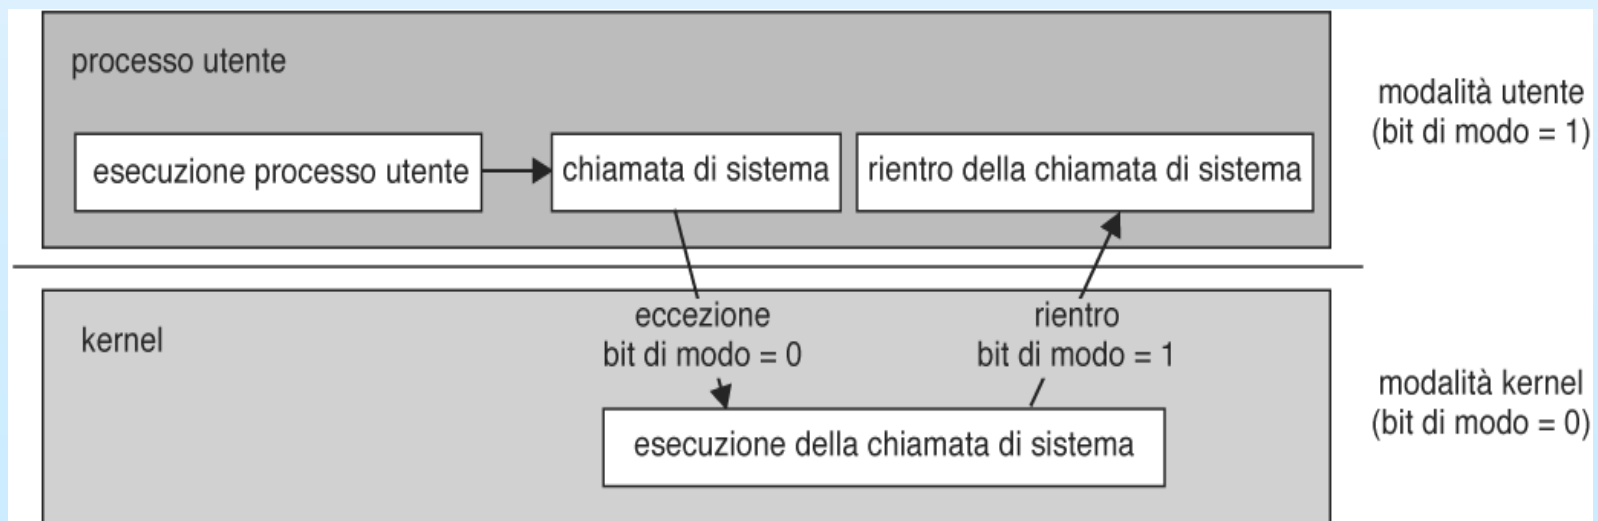 processo utente
modalità utente
(bit di modo = 1)
esecuzione processo utente
chiamata di sistema
rientro della chiamata di sistema
kernel
eccezione
bit di modo = 0
rientro
bit di modo = 1
modalità kernel
(bit di modo = 0)
esecuzione della chiamata di sistema